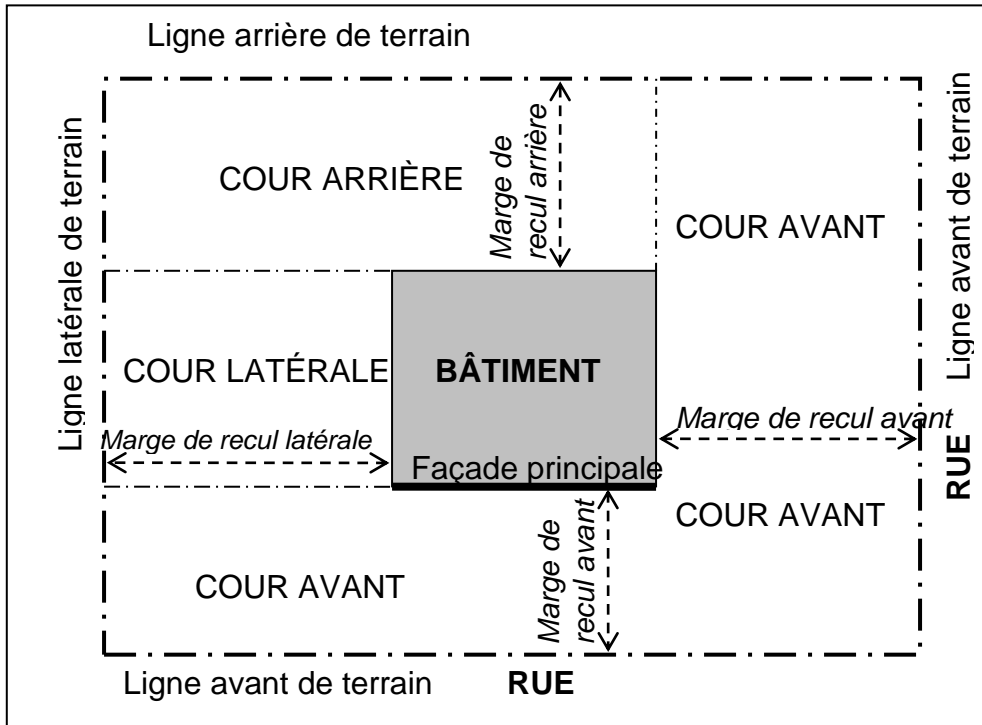 Ligne arrière de terrain
Ligne latérale de terrain
COUR ARRIÈRE
Marge de
recul arrière
COUR AVANT
Ligne avant de terrain
RUE
COUR LATÉRALE
BÂTIMENT
Marge de recul latérale
Marge de recul avant
Façade principale
COUR AVANT
COUR AVANT
Marge de
recul avant
Ligne avant de terrain
RUE